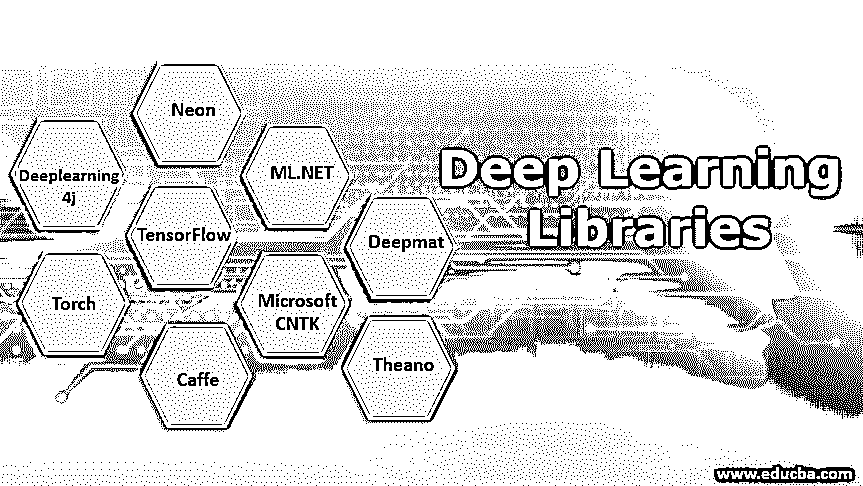 Neon
Deeplearning
4j
ML.NET
Deep Learning
Libraries
TensorFlow
Deepmat
Torch
Microsoft
CNTK
Caffe
Theano
www.educba.com